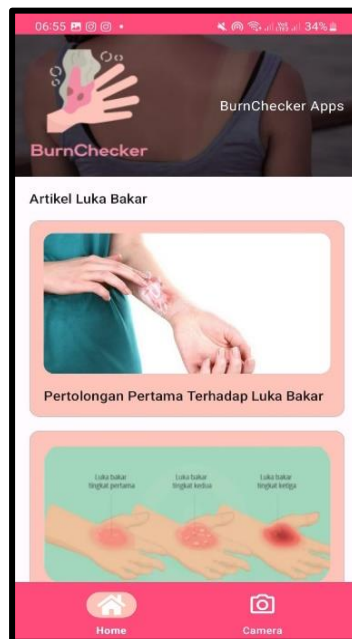 06:55 34%
BurnChecker Apps
BurnChecker
Artikel Luka Bakar
Pertolongan Pertama Terhadap Luka Bakar
Luka bakar tingkat pertama
Luka bakar tingkat kedua
Luka bakar tingkat ketiga
Home Camera